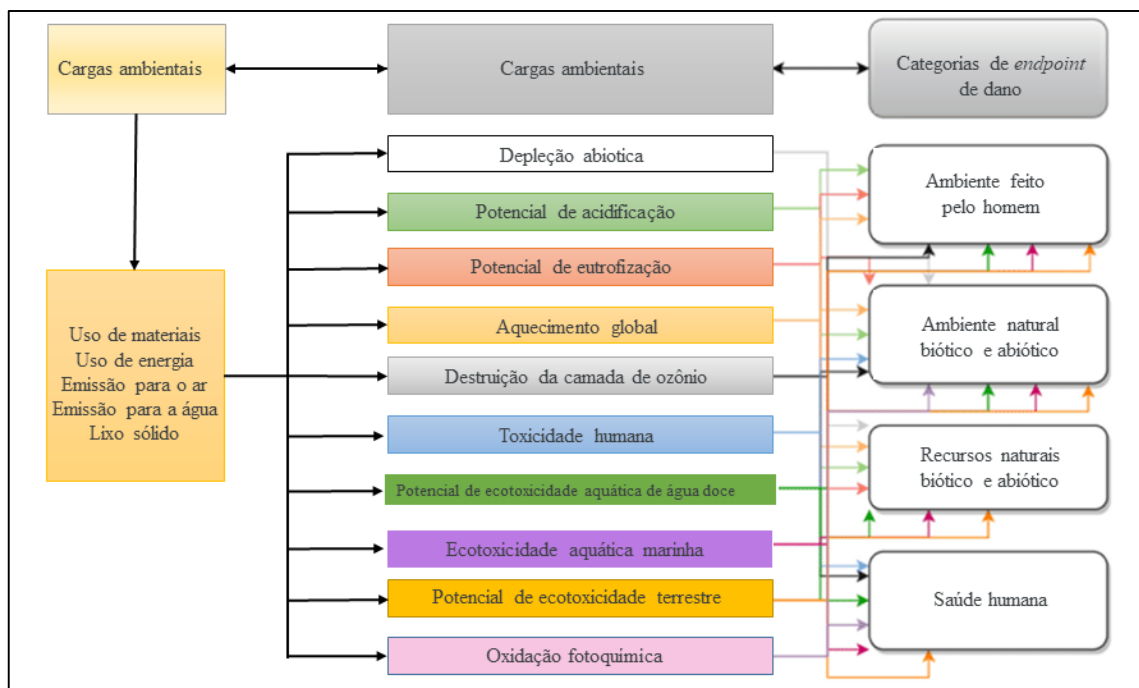 Cargas ambientais
Cargas ambientais
Categorias de endpoint
de dano
Depleção abiotica
Potencial de acidificação
Potencial de eutrofização
Aquecimento global
Destruição da camada de ozônio
Toxicidade humana
Potencial de ecotoxicidade aquática de água doce
Ecotoxicidade aquática marinha
Potencial de ecotoxicidade terrestre
Oxidação fotoquímica
Uso de materiais
Uso de energia
Emissão para o ar
Emissão para a água
Lixo sólido
Ambiente feito
pelo homem
Ambiente natural
biótico e abiótico
Recursos naturais
biótico e abiótico
Saúde humana